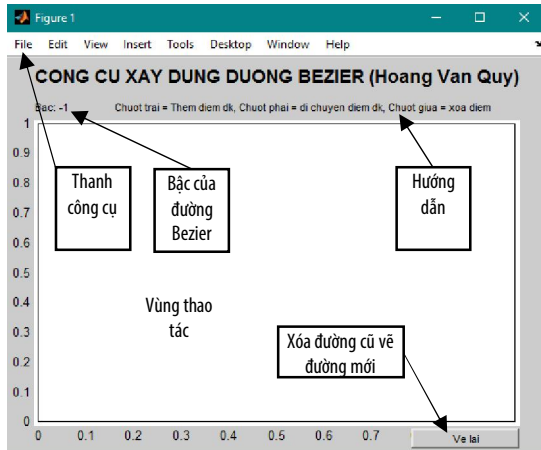 Figure 1
File Edit View Insert Tools Desktop Window Help
CONG CU XAY DUNG DUONG BEZIER (Hoang Van Quy)
Bac: -1 Chuot trai = Them diem dk, Chuot phai = di chuyen diem dk, Chuot giua = xoa diem
1
0.9
0.8
0.7
0.6
0.5
0.4
0.3
0.2
0.1
0
Thanh
công cụ
Bậc của
đường
Bezier
Hướng
dẫn
Vùng thao
tác
Xóa đường cũ vẽ
đường mới
0 0.1 0.2 0.3 0.4 0.5 0.6 0.7
Ve lai